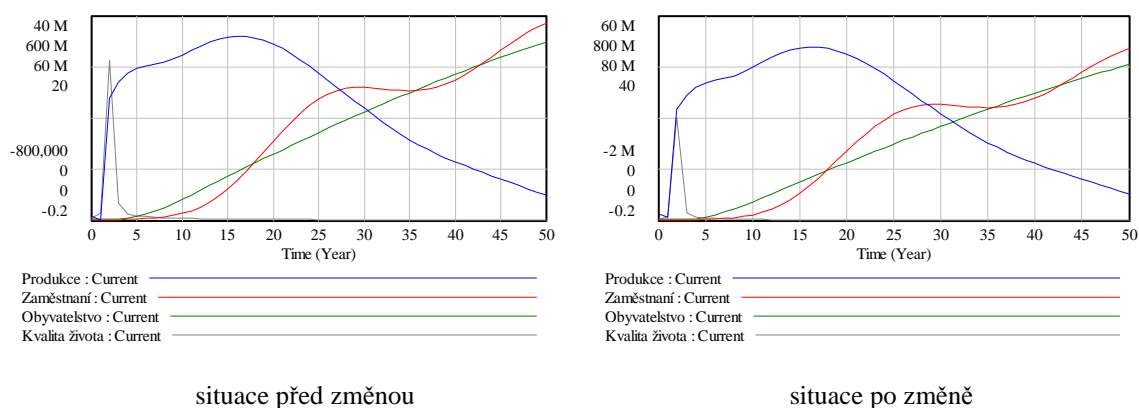 40 M
600 M
60 M
20
-800,000
0
0
-0.2
0 5 10 15 20 25 30 35 40 45 50
Time (Year)
Produkce : Current
Zaměstnaní : Current
Obyvatelstvo : Current
Kvalita života : Current
situace před změnou
60 M
800 M
80 M
40
-2 M
0
0
-0.2
0 5 10 15 20 25 30 35 40 45 50
Time (Year)
Produkce : Current
Zaměstnaní : Current
Obyvatelstvo : Current
Kvalita života : Current
situace po změně